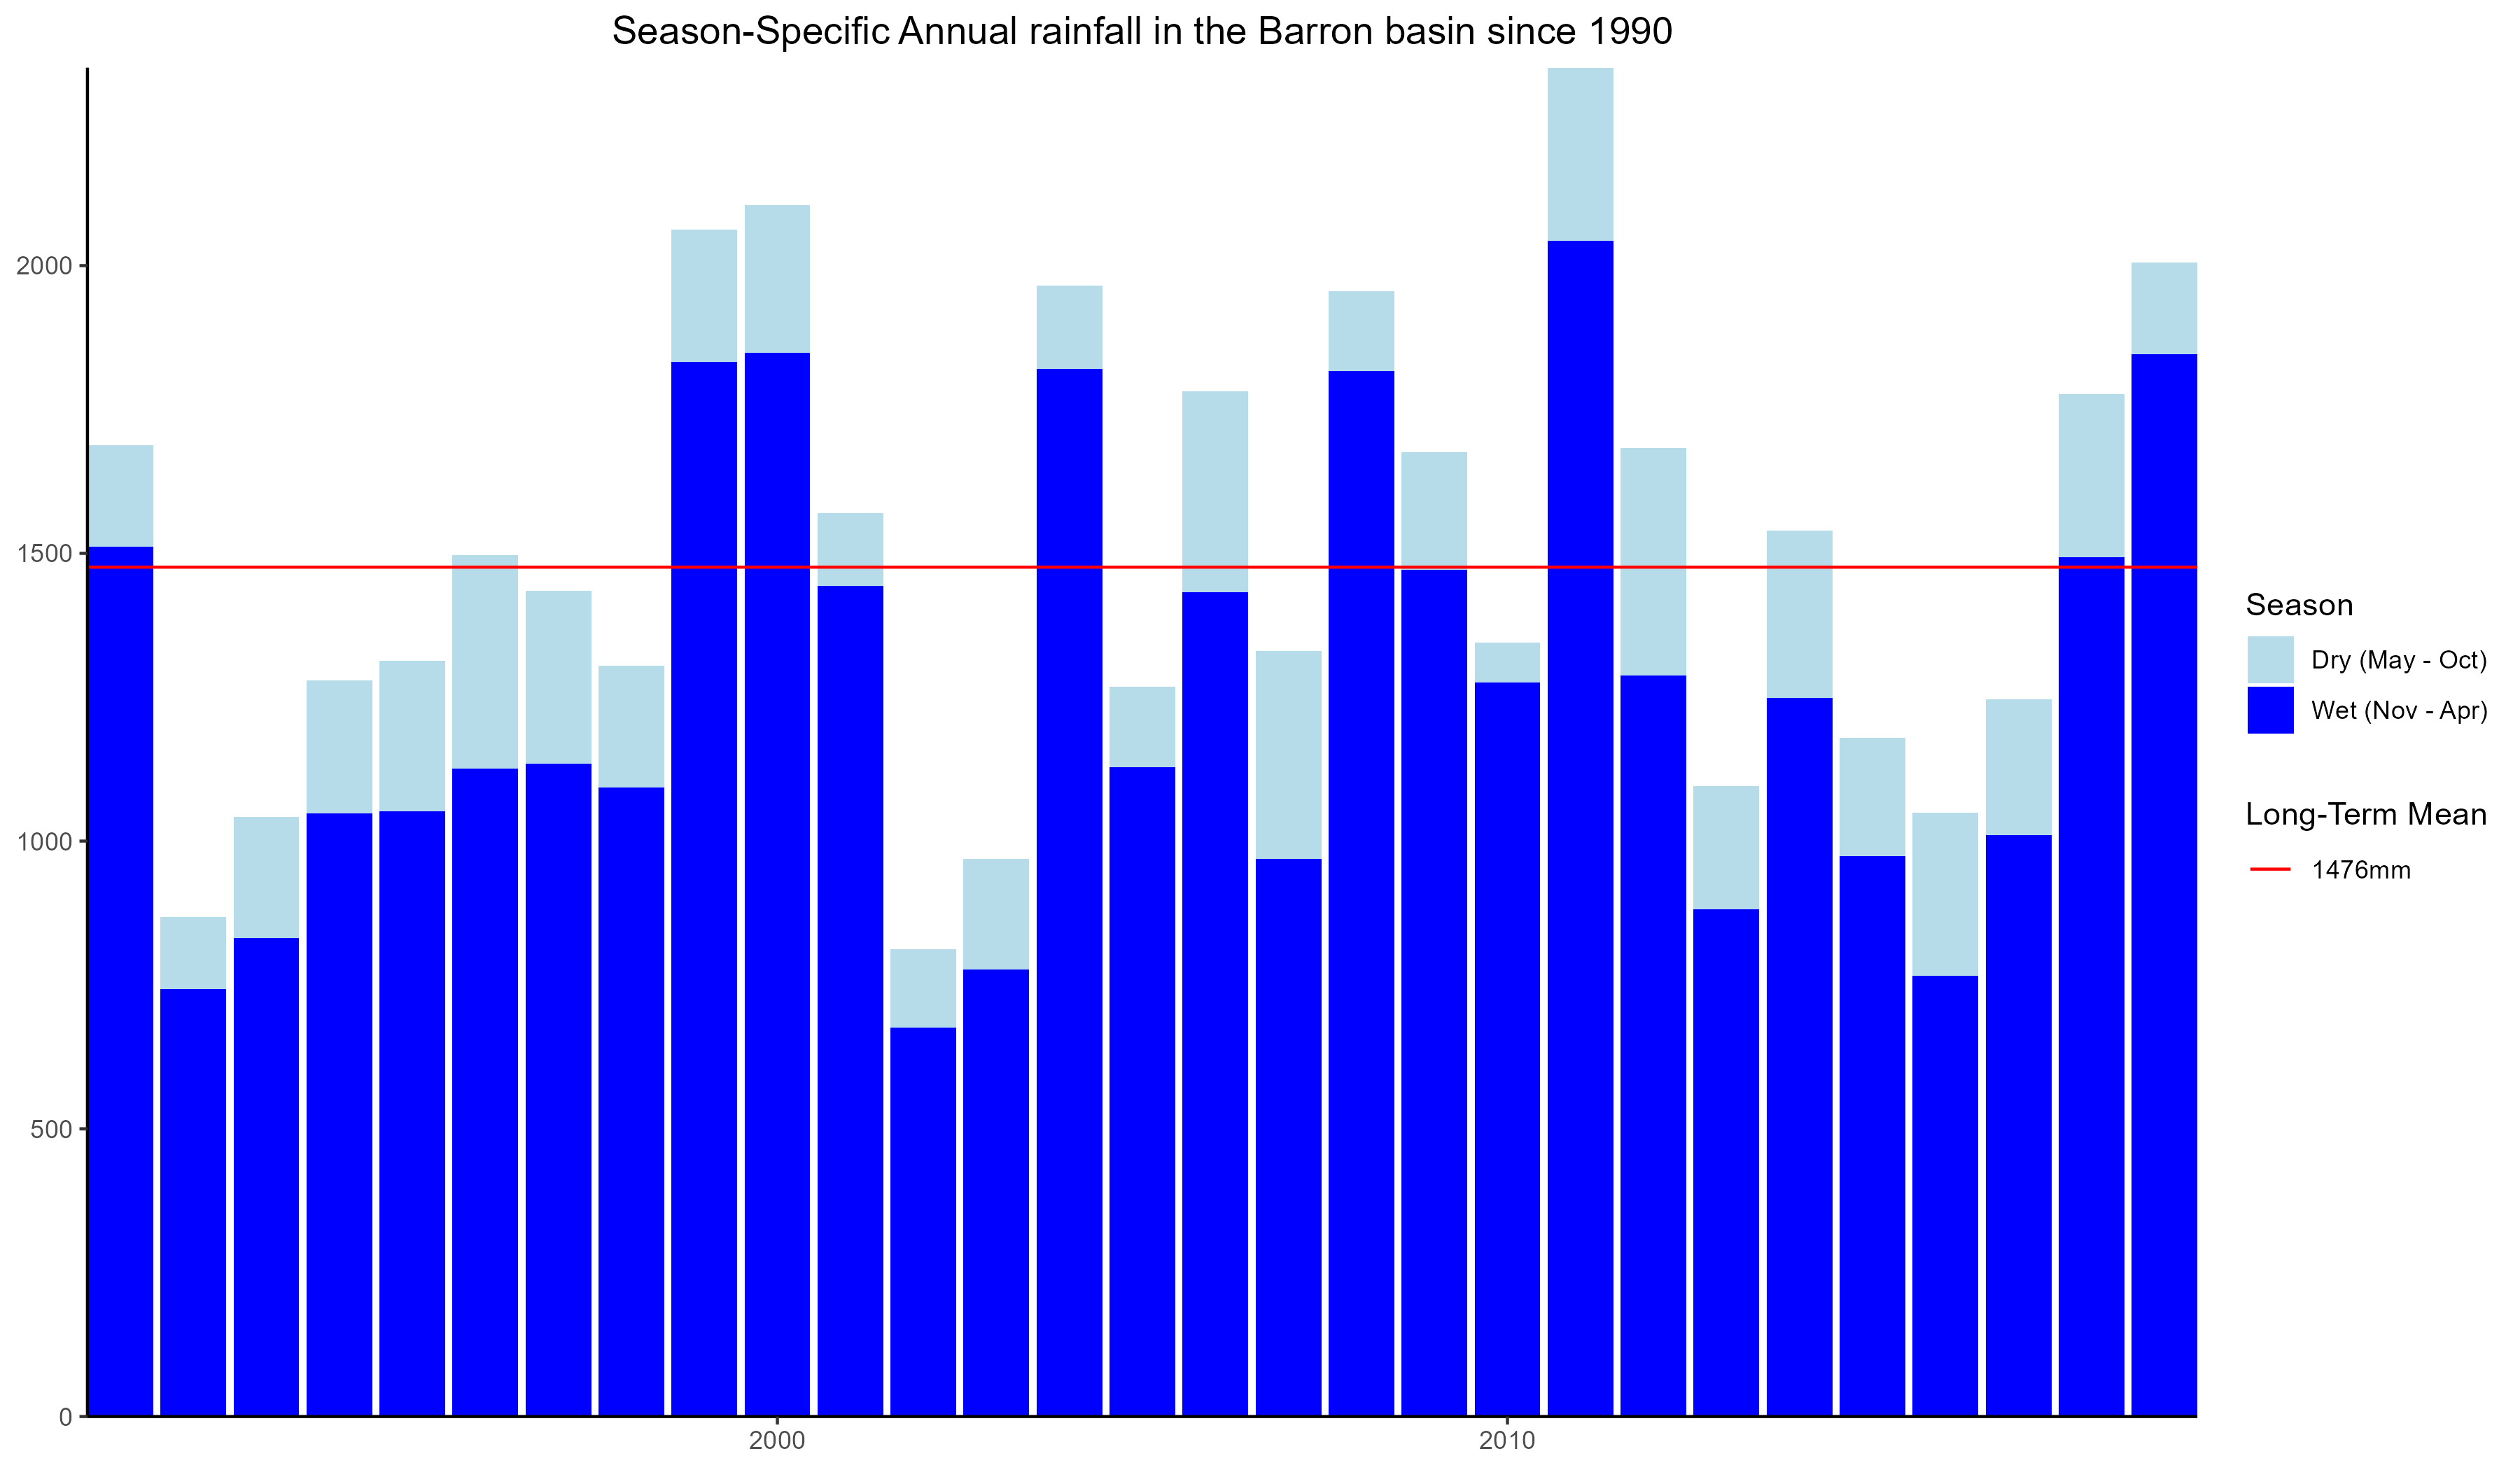 Season-Specific Annual rainfall in the Barron basin since 1990
2000
1500
1000
500
0
2000
2010
Season
Dry (May - Oct)
Wet (Nov - Apr)
Long-Term Mean
1476mm